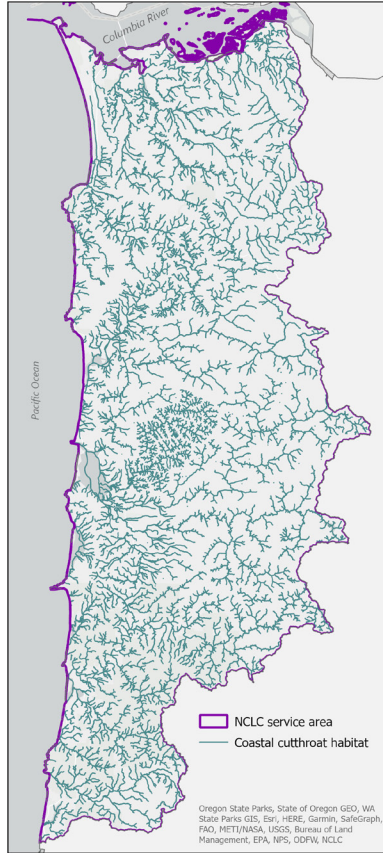 Columbia River
Pacific Ocean
NCLC service area
Coastal cutthroat habitat
Oregon State Parks, State of Oregon GEO, WA
State Parks GIS, Esri, HERE, Garmin, SafeGraph,
FAO, METI/NASA, USGS, Bureau of Land
Management, EPA, NPS, ODFW, NCLC